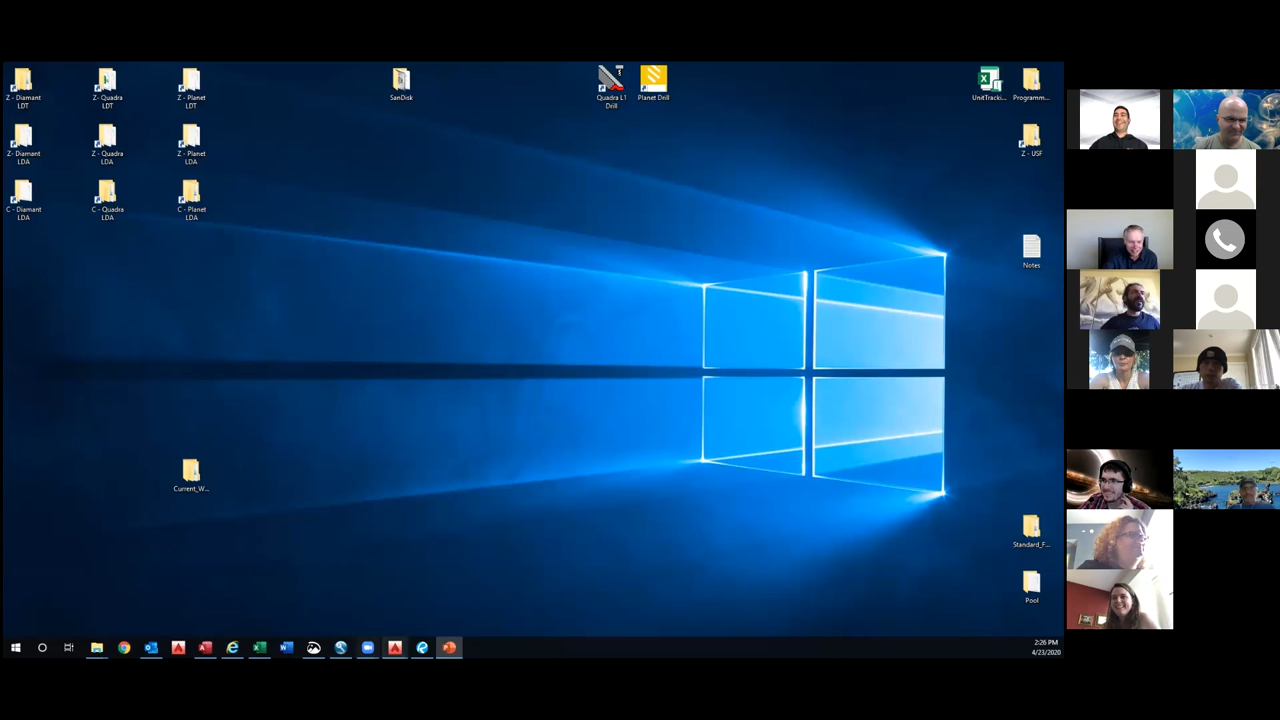 Z - Diamant
LDT
Z- Quadra
LDT
Z - Planet
LDT
SanDisk
Quadra L1
Drill
Planet Drill
UnitTracki...
Programm...
Z- Diamant
LDA
Z - Quadra
LDA
Z - Planet
LDA
Z - USF
C - Diamant
LDA
C - Quadra
LDA
C - Planet
LDA
Notes
Current_W...
Standard_F...
Pool
2:26 PM
4/23/2020